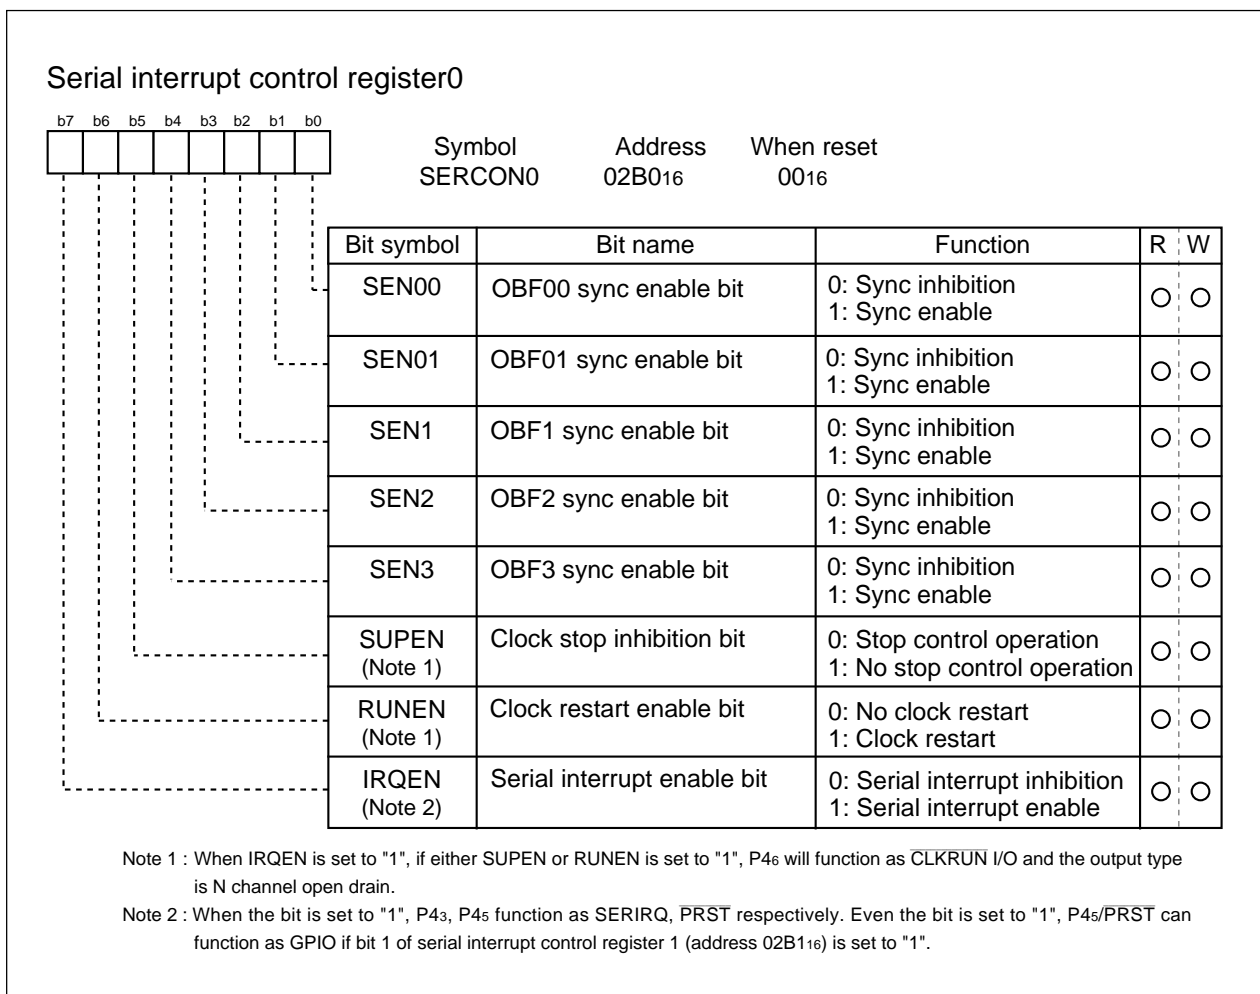 Serial interrupt control register0
b7 b6 b5 b4 b3 b2 b1 b0
Symbol Address When reset
SERCON0 02B016 0016
Bit symbol Bit name Function R W
SEN00 OBF00 sync enable bit 0: Sync inhibition
1: Sync enable
SEN01 OBF01 sync enable bit 0: Sync inhibition
1: Sync enable
SEN1 OBF1 sync enable bit 0: Sync inhibition
1: Sync enable
SEN2 OBF2 sync enable bit 0: Sync inhibition
1: Sync enable
SEN3 OBF3 sync enable bit 0: Sync inhibition
1: Sync enable
SUPEN Clock stop inhibition bit 0: Stop control operation
(Note 1) 1: No stop control operation
RUNEN Clock restart enable bit 0: No clock restart
(Note 1) 1: Clock restart
IRQEN Serial interrupt enable bit 0: Serial interrupt inhibition
(Note 2) 1: Serial interrupt enable
Note 1 : When IRQEN is set to "1", if either SUPEN or RUNEN is set to "1", P46 will function as CLKRUN I/O and the output type
is N channel open drain.
Note 2 : When the bit is set to "1", P43, P45 function as SERIRQ, PRST respectively. Even the bit is set to "1", P45/PRST can
function as GPIO if bit 1 of serial interrupt control register 1 (address 02B116) is set to "1".